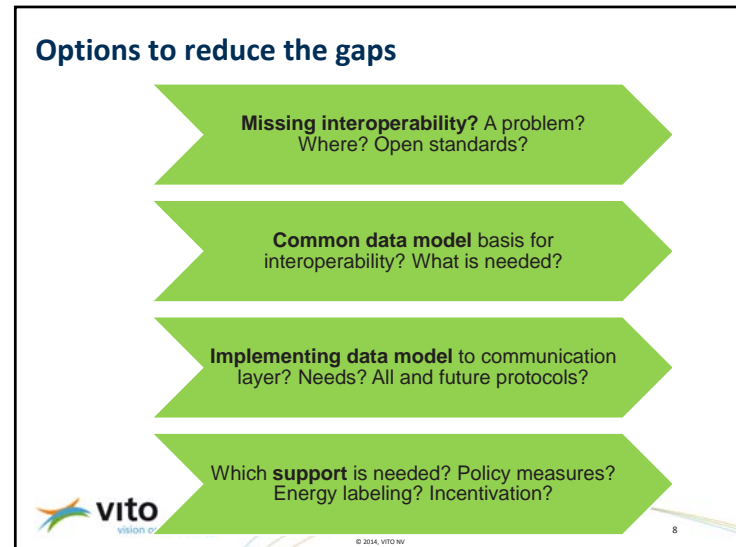 Options to reduce the gaps
Missing interoperability? A problem?
Where? Open standards?
Common data model basis for
interoperability? What is needed?
Implementing data model to communication
layer? Needs? All and future protocols?
Which support is needed? Policy measures?
Energy labeling? Incentivation?
vito
vision
© 2014, VITO NV
8